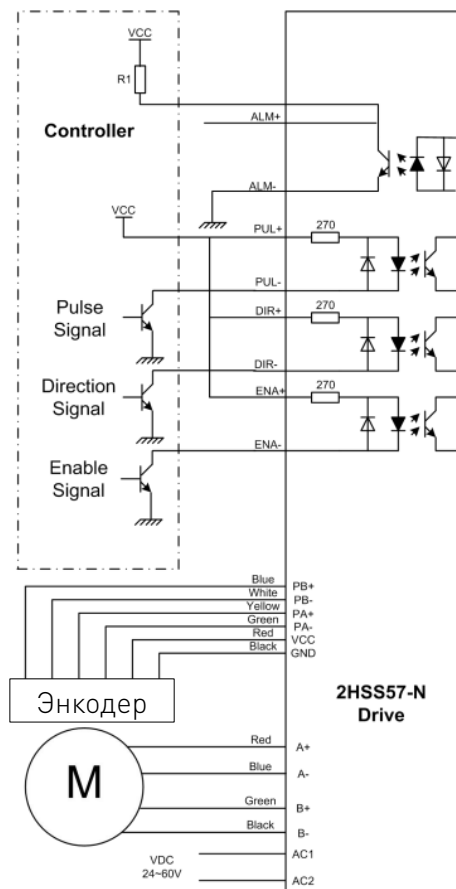 VCC
R1
Controller
ALM+
ALM-
VCC
PUL+
270
PUL-
Pulse
Signal
DIR+
270
DIR-
Direction
Signal
ENA+
270
ENA-
Enable
Signal
Blue
PB+
White
PB-
Yellow
PA+
Green
PA-
Red
VCC
Black
GND
Энкодер
2HSS57-N
Drive
M
Red
A+
Blue
A-
Green
B+
Black
B-
VDC
24~60V
AC1
AC2